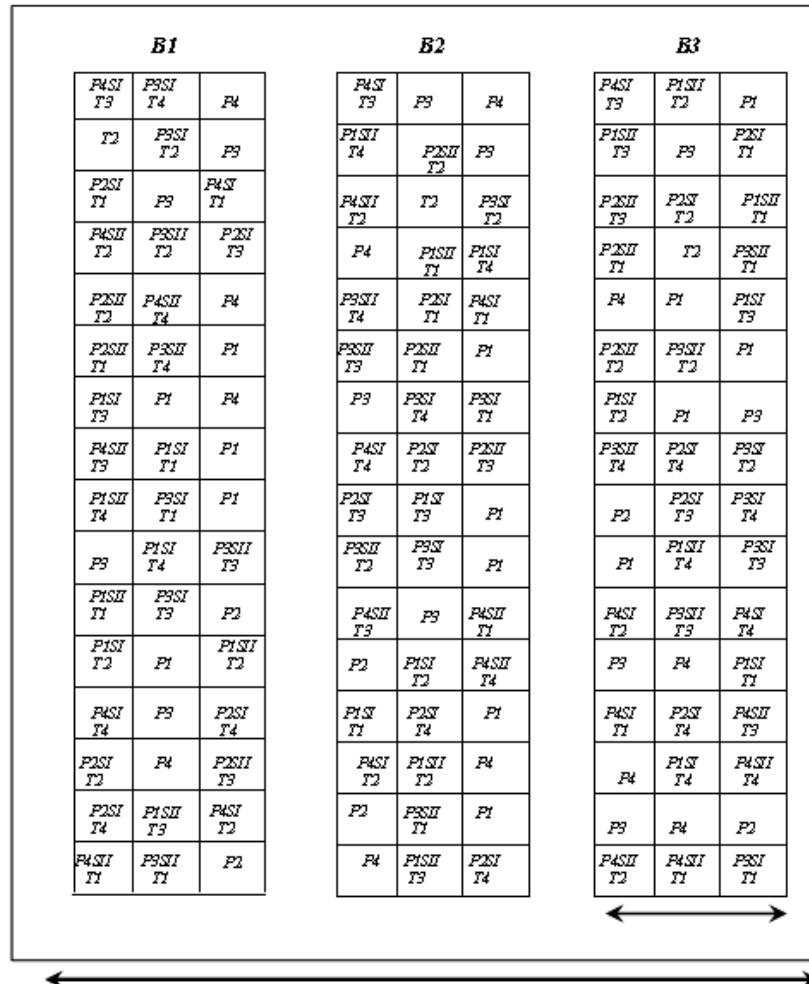 B1 B2 B3
P4SI T3 P3SI T4 P4 P4SI T3 P3 P4 P4SI T3 P1SII T2 P1
T2 P3SI T2 P3 P1SII T4 P2SII T2 P3 P1SII T3 P3 P2SI T1
P2SI T1 P3 P4SI T1 P4SII T2 T2 P3SI T2 P2SII T3 P2SI T2 P1SII T1
P4SII T2 P3SII T2 P2SI T3 P4 P1SII T1 P1SI T4 P2SII T1 T2 P3SII T1
P2SII T2 P4SII T4 P4 P3SII T4 P2SI T1 P4SI T1 P4 P1 P1SI T3
P2SII T1 P3SII T4 P1 P3SII T3 P2SII T1 P1 P2SII T2 P3SII T2 P1
P1SI T3 P1 P4 P3 P3SI T4 P3SI T1 P1SI T2 P1 P3
P4SII T3 P1SI T1 P1 P4SI T4 P2SI T2 P2SII T3 P3SII T4 P2SI T4 P3SI T2
P1SII T4 P3SI T1 P1 P2SI T3 P1SI T3 P1 P2 P2SI T3 P3SI T4
P3 P1SI T4 P3SII T3 P3SII T2 P3SI T3 P1 P1 P1SII T4 P3SI T3
P1SII T1 P3SI T3 P2 P4SII T3 P3 P4SII T1 P4SI T2 P3SII T3 P4SI T4
P1SI T2 P1 P1SII T2 P2 P1SI T2 P4SII T4 P3 P4 P1SI T1
P4SI T4 P3 P2SI T4 P1SI T1 P2SI T4 P1 P4SI T1 P2SI T4 P4SII T3
P2SI T2 P4 P2SII T3 P4SI T2 P1SII T2 P4 P4 P1SI T4 P4SII T4
P2SI T4 P1SII T3 P4SI T2 P2 P3SII T1 P1 P3 P4 P2
P4SII T1 P3SII T1 P2 P4 P1SII T3 P2SI T4 P4SII T2 P4SII T1 P3SI T1